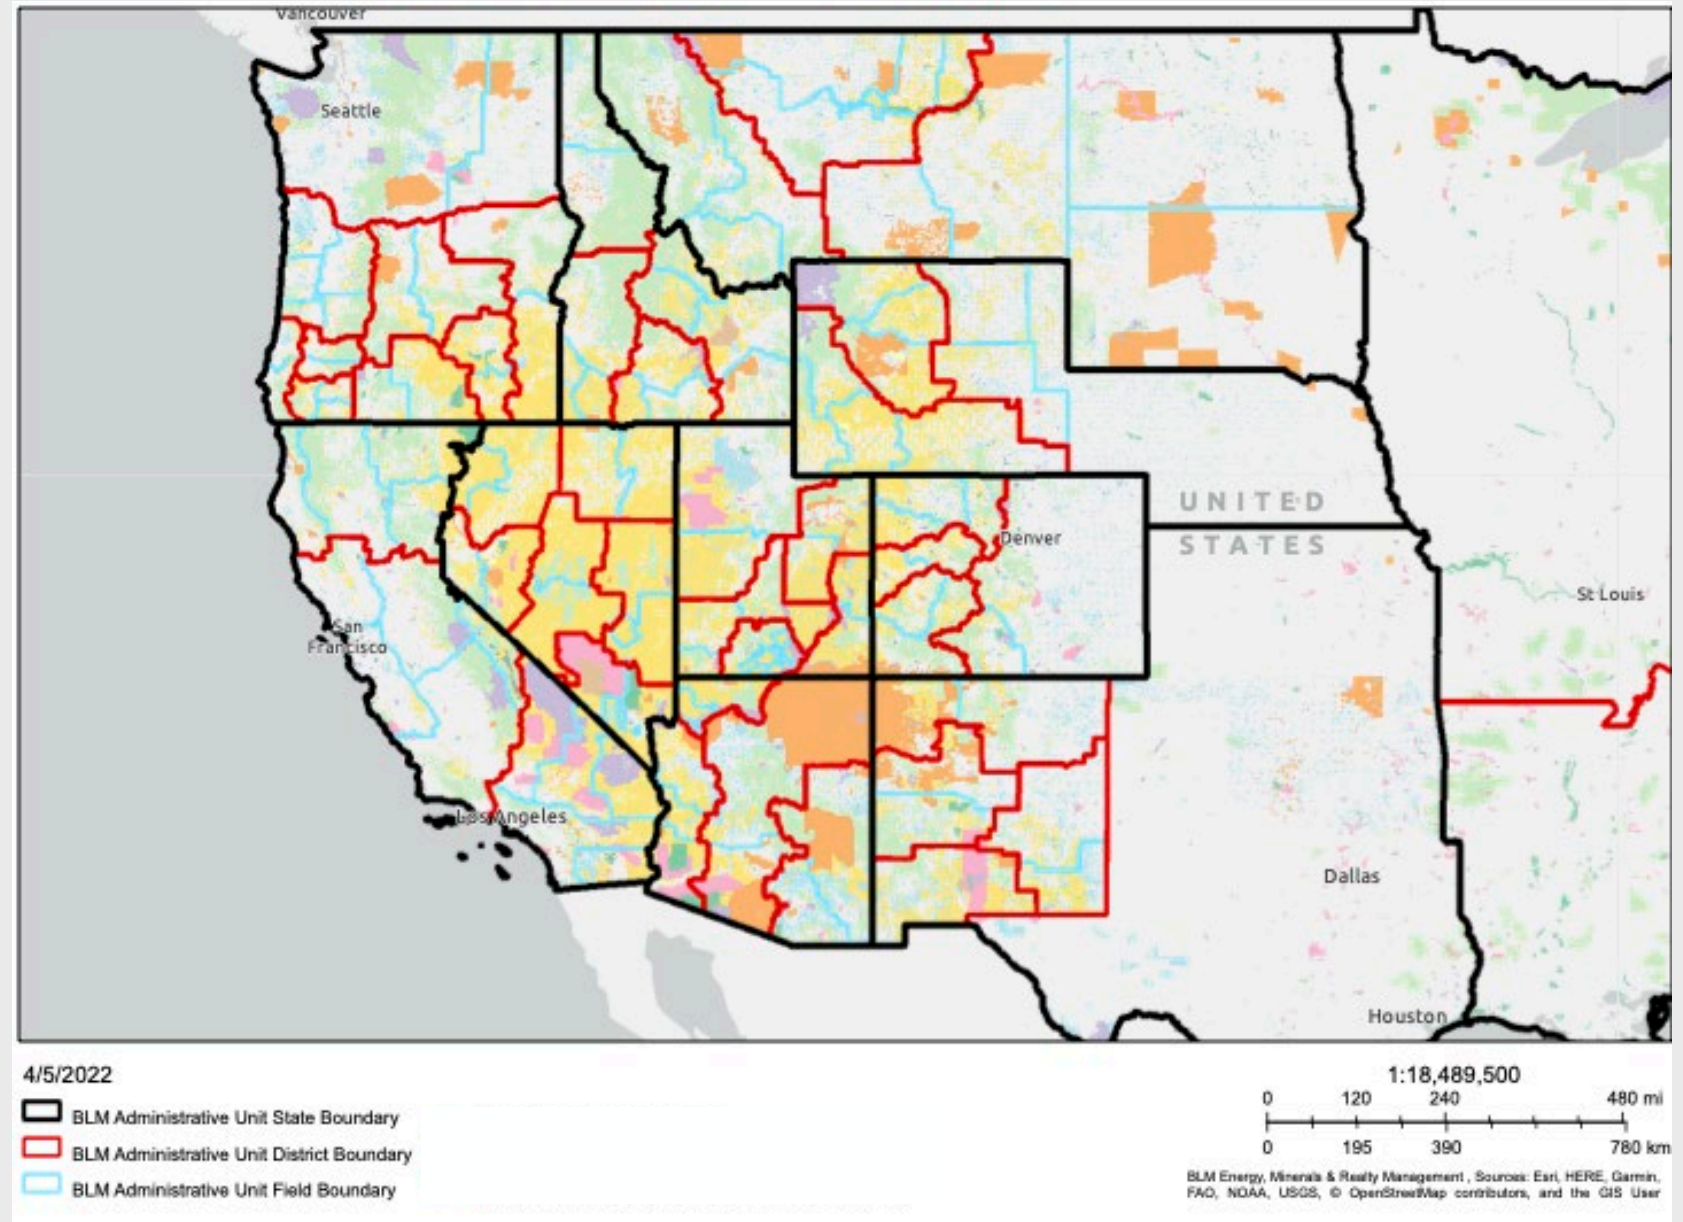 Vancouver
Seattle
UNITED
STATES
Denver
St Louis
San
Francisco
Los Angeles
Dallas
Houston
4/5/2022
BLM Administrative Unit State Boundary
BLM Administrative Unit District Boundary
BLM Administrative Unit Field Boundary
1:18,489,500
0 120 240 480 mi
0 195 390 780 km
BLM Energy, Minerals & Realty Management , Sources: Esri, HERE, Garmin,
FAO, NOAA, USGS, © OpenStreetMap contributors, and the GIS User